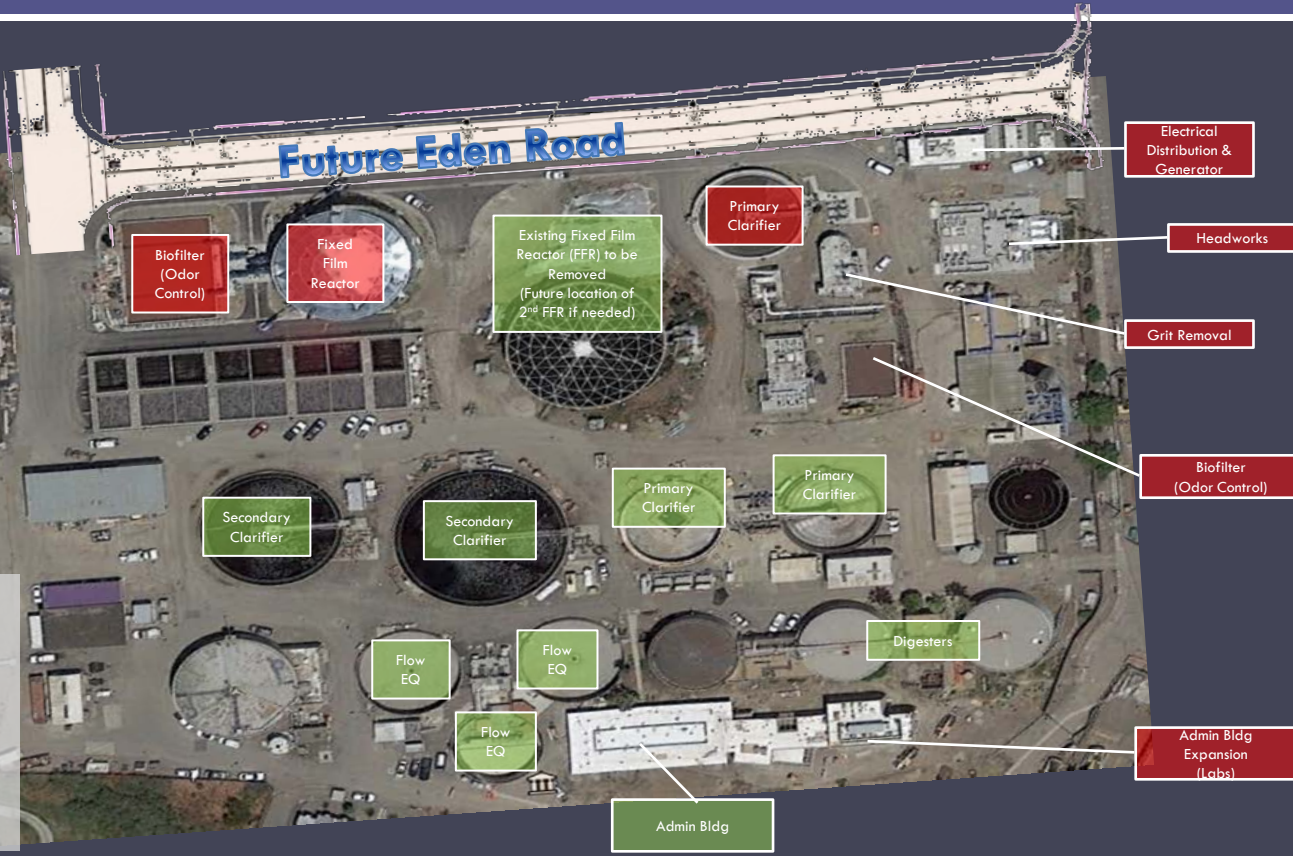 Future Eden Road
Electrical
Distribution &
Generator
Primary
Clarifier
Headworks
Biofilter
(Odor
Control)
Fixed
Film
Reactor
Existing Fixed Film
Reactor (FFR) to be
Removed
(Future location of
2nd FFR if needed)
Grit Removal
Biofilter
(Odor Control)
Secondary
Clarifier
Secondary
Clarifier
Primary
Clarifier
Primary
Clarifier
Flow
EQ
Flow
EQ
Digesters
Flow
EQ
Admin Bldg
Expansion
(Labs)
Admin Bldg